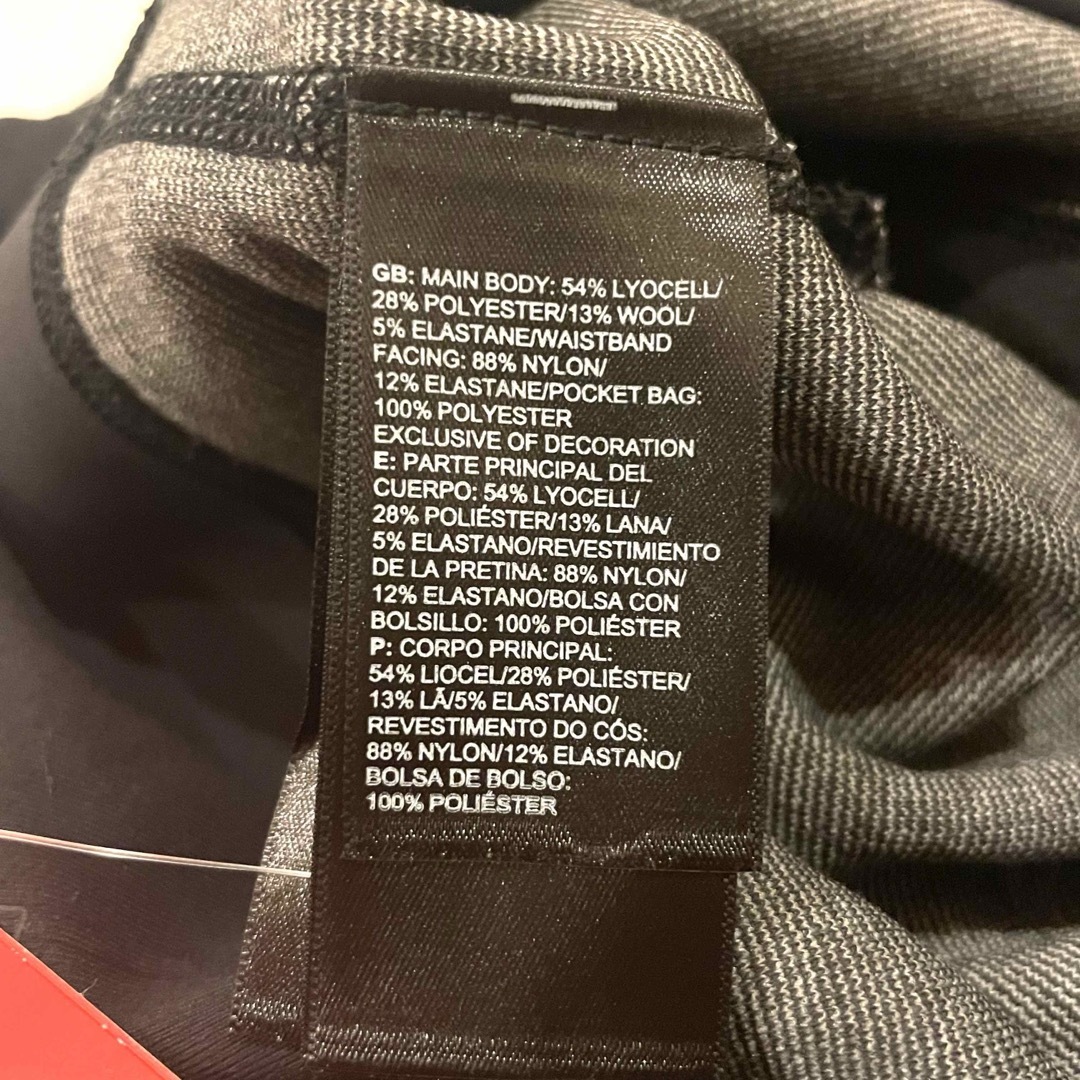 GB: MAIN BODY: 54% LYOCELL/
28% POLYESTER/13% WOOL/
5% ELASTANE/WAISTBAND
FACING: 88% NYLON/
12% ELASTANE/POCKET BAG:
100% POLYESTER
EXCLUSIVE OF DECORATION
E: PARTE PRINCIPAL DEL
CUERPO: 54% LYOCELL/
28% POLIÉSTER/13% LANA/
5% ELASTANO/REVESTIMIENTO
DE LA PRETINA: 88% NYLON/
12% ELASTANO/BOLSA CON
BOLSILLO: 100% POLIÉSTER
P: CORPO PRINCIPAL:
54% LIOCEL/28% POLIÉSTER/
13% LÃ/5% ELASTANO/
REVESTIMENTO DO CÓS:
88% NYLON/12% ELASTANO/
BOLSA DE BOLSO:
100% POLIÉSTER